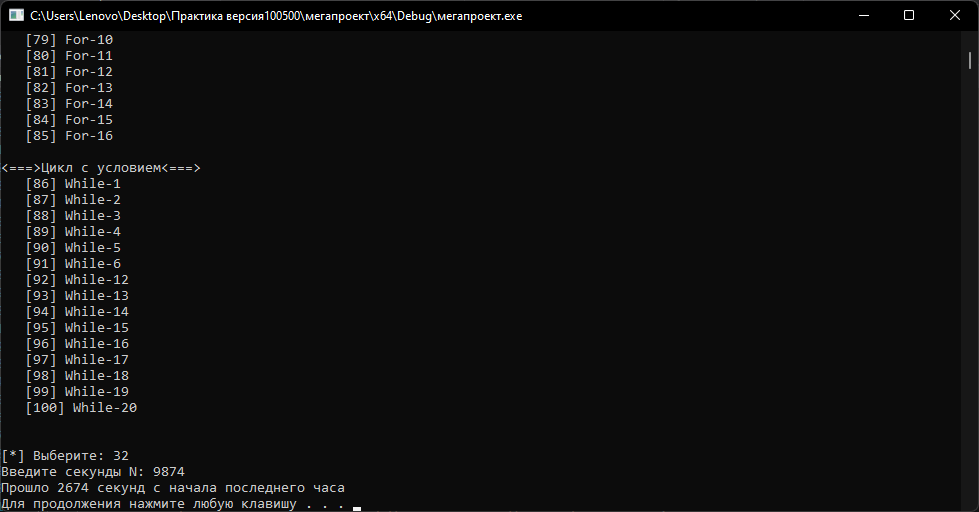 C:\Users\Lenovo\Desktop\Практика версия100500\мегапроект\x64\Debug\мегапроект.exe
[79] For-10
[80] For-11
[81] For-12
[82] For-13
[83] For-14
[84] For-15
[85] For-16
<===>Цикл с условием<===>
[86] While-1
[87] While-2
[88] While-3
[89] While-4
[90] While-5
[91] While-6
[92] While-12
[93] While-13
[94] While-14
[95] While-15
[96] While-16
[97] While-17
[98] While-18
[99] While-19
[100] While-20
[*] Выберите: 32
Введите секунды N: 9874
Прошло 2674 секунд с начала последнего часа
Для продолжения нажмите любую клавишу . . .